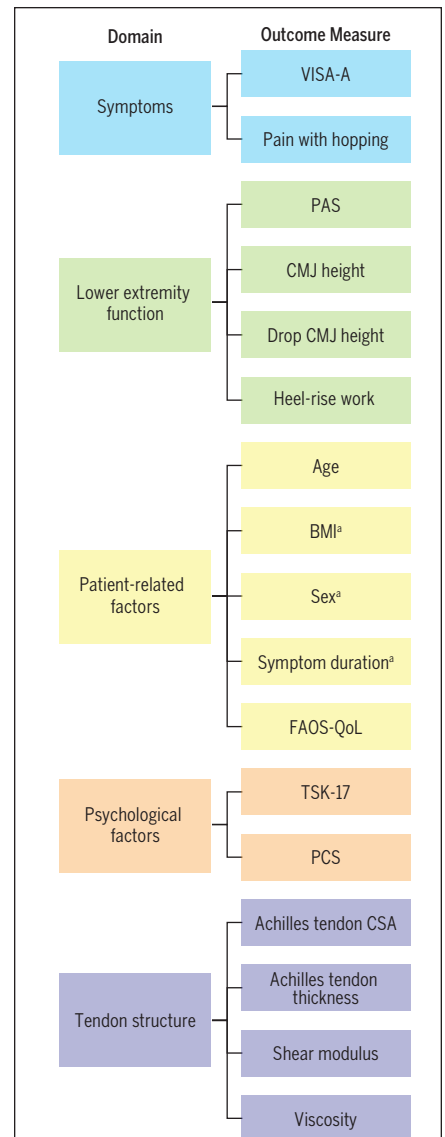 Domain
Outcome Measure
Symptoms
VISA-A
Pain with hopping
Lower extremity
function
PAS
CMJ height
Drop CMJ height
Heel-rise work
Patient-related
factors
Age
BMIᵃ
Sexᵃ
Symptom durationᵃ
FAOS-QoL
Psychological
factors
TSK-17
PCS
Tendon structure
Achilles tendon CSA
Achilles tendon
thickness
Shear modulus
Viscosity